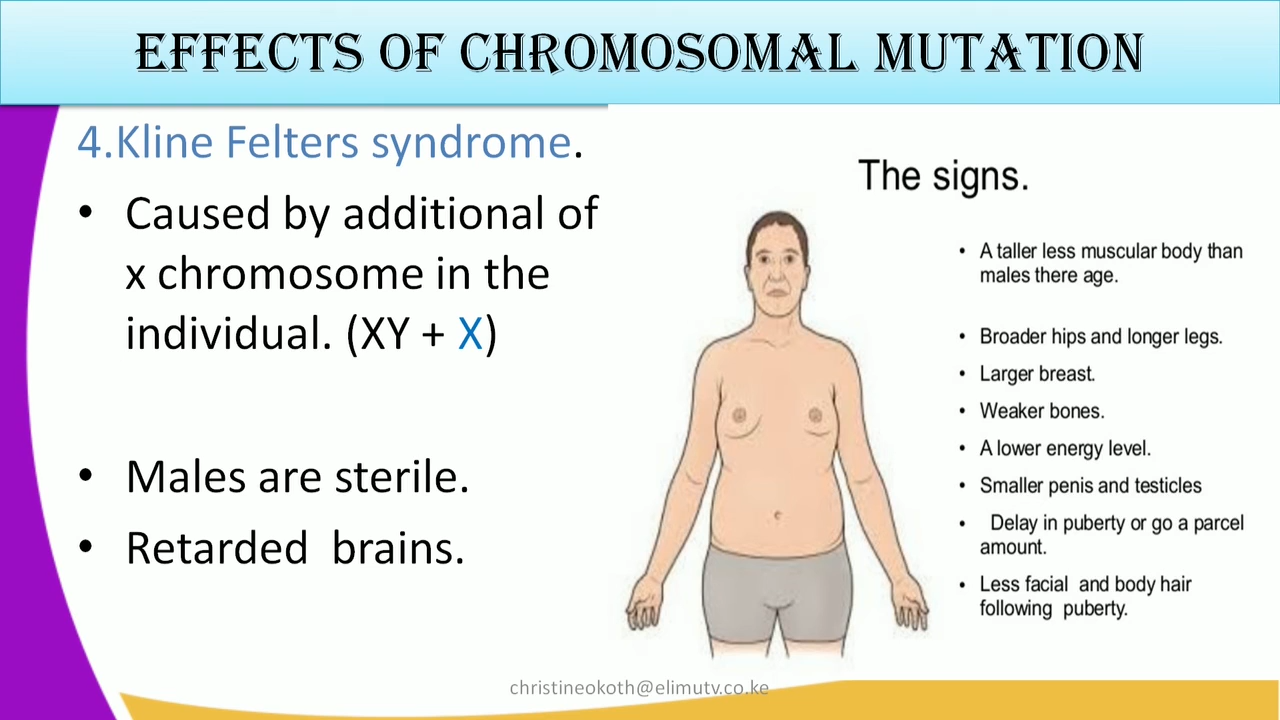 EFFECTS OF CHROMOSOMAL MUTATION
4.Kline Felters syndrome.
• Caused by additional of
x chromosome in the
individual. (XY + X)
• Males are sterile.
• Retarded brains.
The signs.
• A taller less muscular body than
males there age.
• Broader hips and longer legs.
• Larger breast.
• Weaker bones.
• A lower energy level.
• Smaller penis and testicles
• Delay in puberty or go a parcel
amount.
• Less facial and body hair
following puberty.
christineokoth@elimutv.co.ke